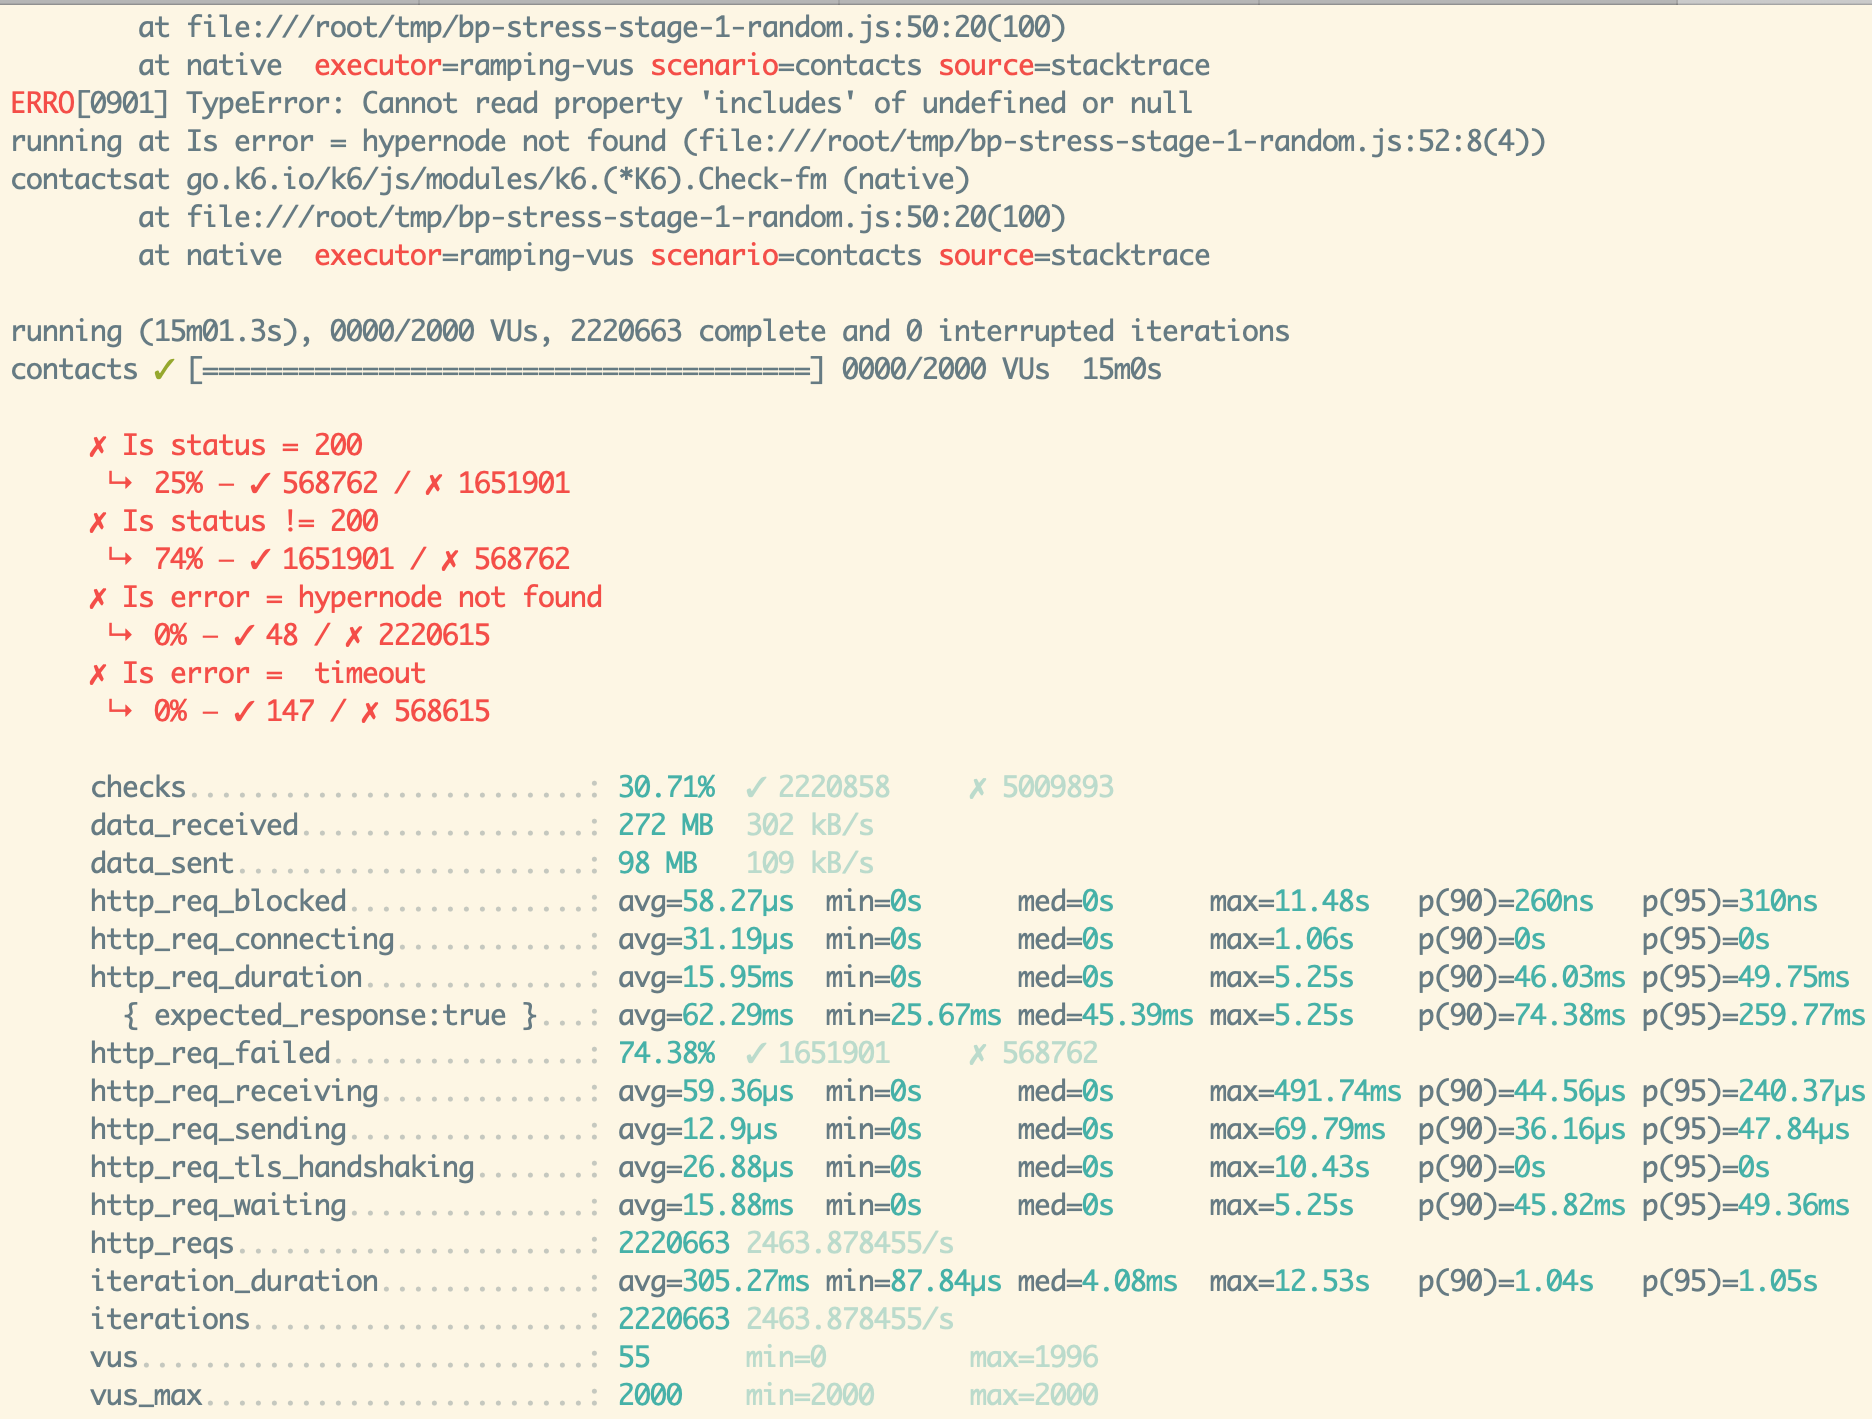 at file:///root/tmp/bp-stress-stage-1-random.js:50:20(100)
at native  executor=ramping-vus scenario=contacts source=stacktrace
ERRO[0901] TypeError: Cannot read property 'includes' of undefined or null
running at Is error = hypernode not found (file:///root/tmp/bp-stress-stage-1-random.js:52:8(4))
contactsat go.k6.io/k6/js/modules/k6.(*K6).Check-fm (native)
at file:///root/tmp/bp-stress-stage-1-random.js:50:20(100)
at native  executor=ramping-vus scenario=contacts source=stacktrace
running (15m01.3s), 0000/2000 VUs, 2220663 complete and 0 interrupted iterations
contacts ✓ [======================================] 0000/2000 VUs  15m0s
✗ Is status = 200
↳  25% — ✓ 568762 / ✗ 1651901
✗ Is status != 200
↳  74% — ✓ 1651901 / ✗ 568762
✗ Is error = hypernode not found
↳  0% — ✓ 48 / ✗ 2220615
✗ Is error =  timeout
↳  0% — ✓ 147 / ✗ 568615
checks.........................: 30.71%  ✓ 2220858     ✗ 5009893
data_received..................: 272 MB  302 kB/s
data_sent......................: 98 MB   109 kB/s
http_req_blocked...............: avg=58.27µs  min=0s      med=0s      max=11.48s   p(90)=260ns   p(95)=310ns
http_req_connecting............: avg=31.19µs  min=0s      med=0s      max=1.06s    p(90)=0s      p(95)=0s
http_req_duration..............: avg=15.95ms  min=0s      med=0s      max=5.25s    p(90)=46.03ms p(95)=49.75ms
{ expected_response:true }...: avg=62.29ms  min=25.67ms med=45.39ms max=5.25s    p(90)=74.38ms p(95)=259.77ms
http_req_failed................: 74.38%  ✓ 1651901     ✗ 568762
http_req_receiving.............: avg=59.36µs  min=0s      med=0s      max=491.74ms p(90)=44.56µs p(95)=240.37µs
http_req_sending...............: avg=12.9µs   min=0s      med=0s      max=69.79ms  p(90)=36.16µs p(95)=47.84µs
http_req_tls_handshaking.......: avg=26.88µs  min=0s      med=0s      max=10.43s   p(90)=0s      p(95)=0s
http_req_waiting...............: avg=15.88ms  min=0s      med=0s      max=5.25s    p(90)=45.82ms p(95)=49.36ms
http_reqs......................: 2220663 2463.878455/s
iteration_duration.............: avg=305.27ms min=87.84µs med=4.08ms  max=12.53s   p(90)=1.04s   p(95)=1.05s
iterations.....................: 2220663 2463.878455/s
vus............................: 55      min=0         max=1996
vus_max........................: 2000    min=2000      max=2000